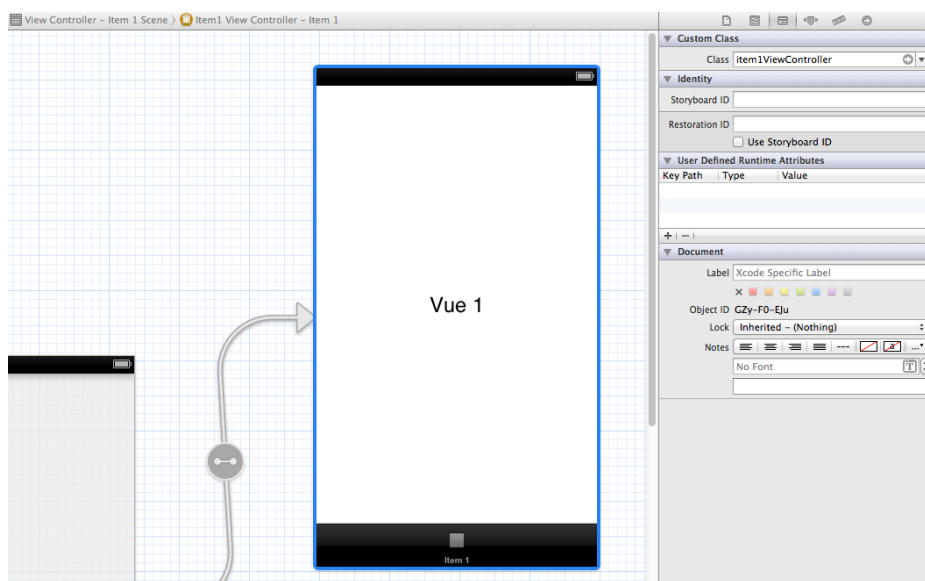 View Controller – Item 1 Scene
Item1 View Controller – Item 1
Custom Class
Class item1ViewController
Identity
Storyboard ID
Restoration ID
Use Storyboard ID
User Defined Runtime Attributes
Key Path Type Value
Document
Label Xcode Specific Label
Object ID GZy-F0-EJu
Lock Inherited – (Nothing)
Notes
No Font
Vue 1
Item 1